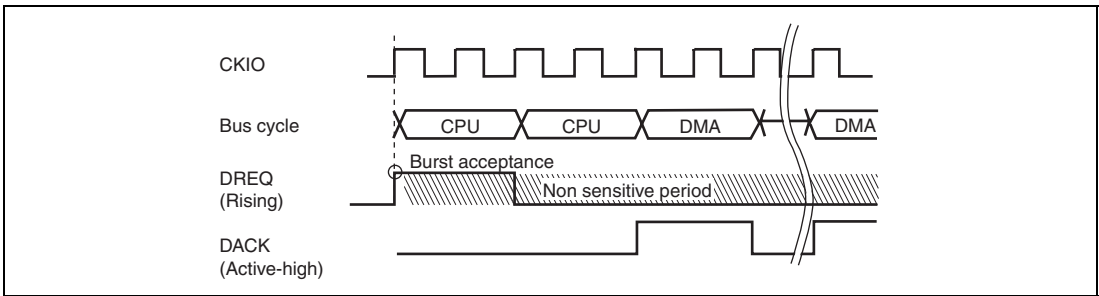 CKIO
Bus cycle
CPU CPU DMA DMA
Burst acceptance
DREQ
(Rising)
Non sensitive period
DACK
(Active-high)